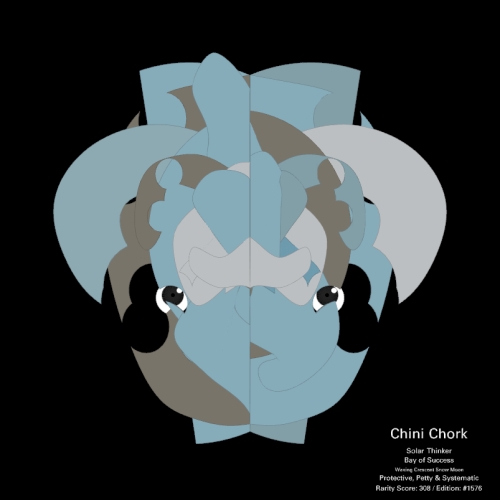 Chini Chork
Solar Thinker
Bay of Success
Waxing Crescent Snow Moon
Protective, Petty & Systematic
Rarity Score: 308 / Edition: #1576